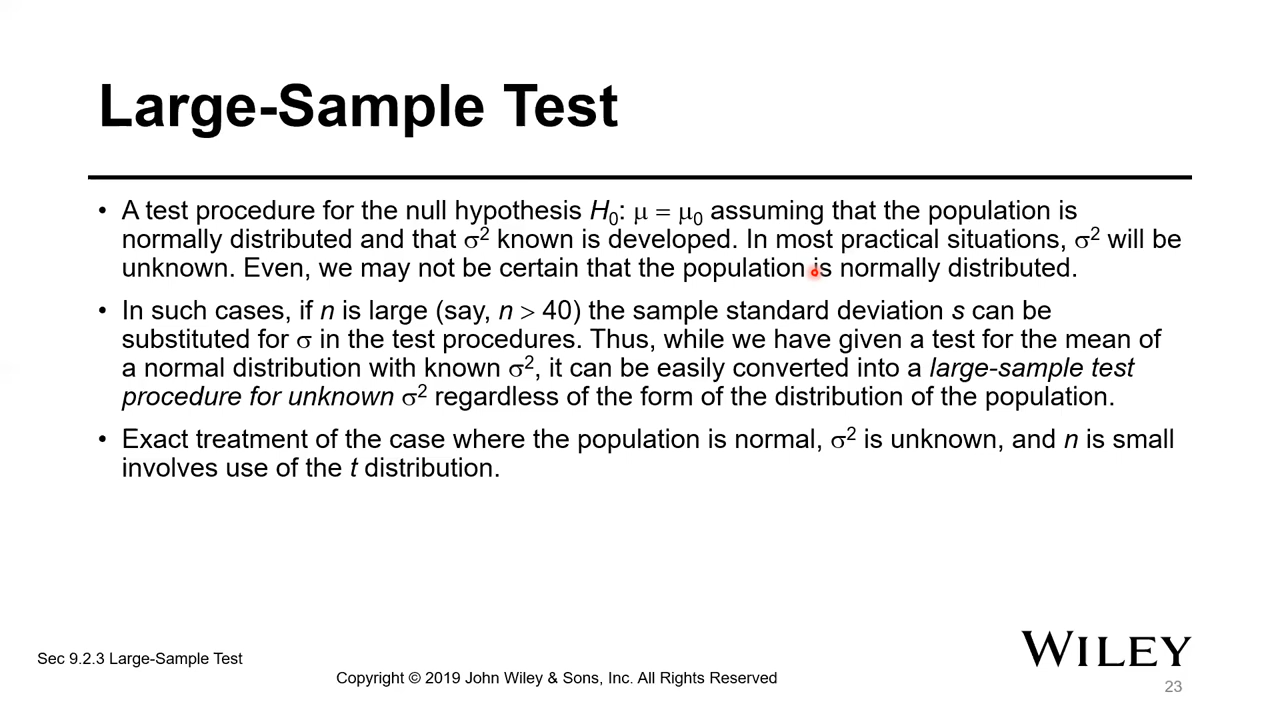 Large-Sample Test
• A test procedure for the null hypothesis H₀: μ = μ₀ assuming that the population is
normally distributed and that σ² known is developed. In most practical situations, σ² will be
unknown. Even, we may not be certain that the population is normally distributed.
• In such cases, if n is large (say, n > 40) the sample standard deviation s can be
substituted for σ in the test procedures. Thus, while we have given a test for the mean of
a normal distribution with known σ², it can be easily converted into a large-sample test
procedure for unknown σ² regardless of the form of the distribution of the population.
• Exact treatment of the case where the population is normal, σ² is unknown, and n is small
involves use of the t distribution.
Sec 9.2.3 Large-Sample Test
Copyright © 2019 John Wiley & Sons, Inc. All Rights Reserved
WILEY
23